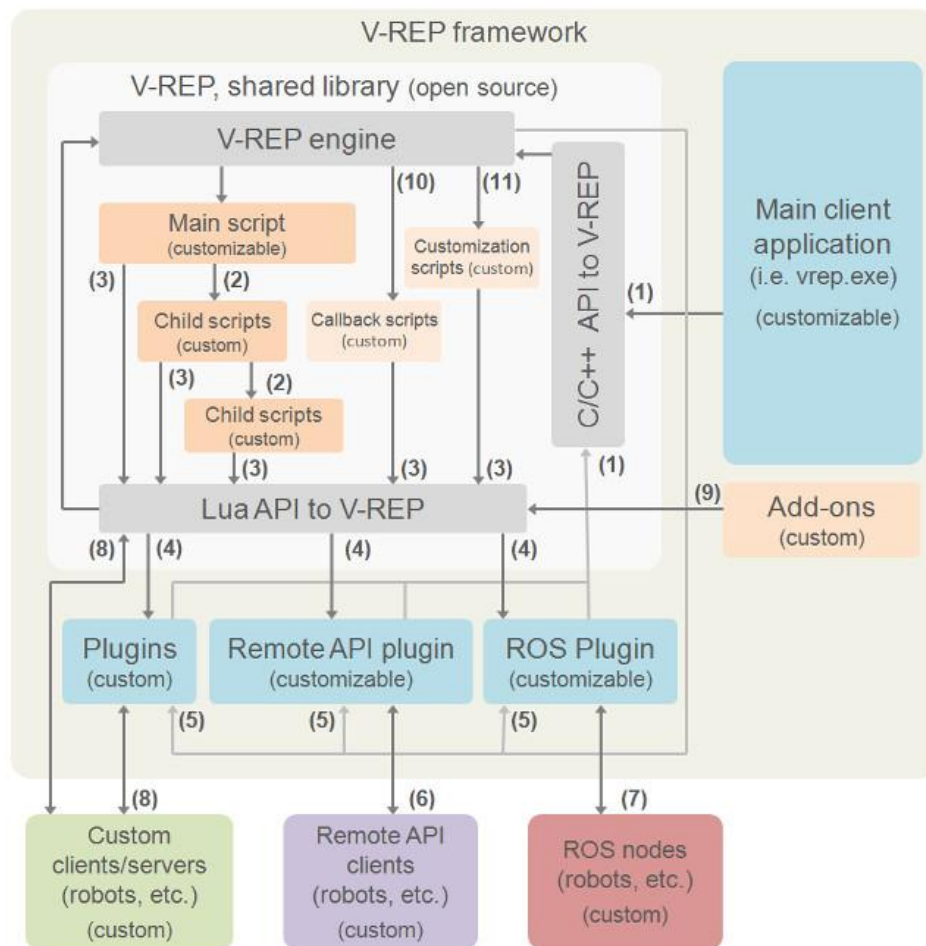 V-REP framework
V-REP, shared library (open source)
V-REP engine
(10)
(11)
Main script
(customizable)
Customization
scripts (custom)
(3)
(2)
Child scripts
(custom)
Callback scripts
(custom)
(3)
(2)
Child scripts
(custom)
(3)
(3)
(3)
C/C++ API to V-REP
(1)
(1)
Main client
application
(i.e. vrep.exe)
(customizable)
Lua API to V-REP
(9)
Add-ons
(custom)
(8)
(4)
(4)
(4)
Plugins
(custom)
Remote API plugin
(customizable)
ROS Plugin
(customizable)
(5)
(5)
(5)
(8)
(6)
(7)
Custom
clients/servers
(robots, etc.)
(custom)
Remote API
clients
(robots, etc.)
(custom)
ROS nodes
(robots, etc.)
(custom)